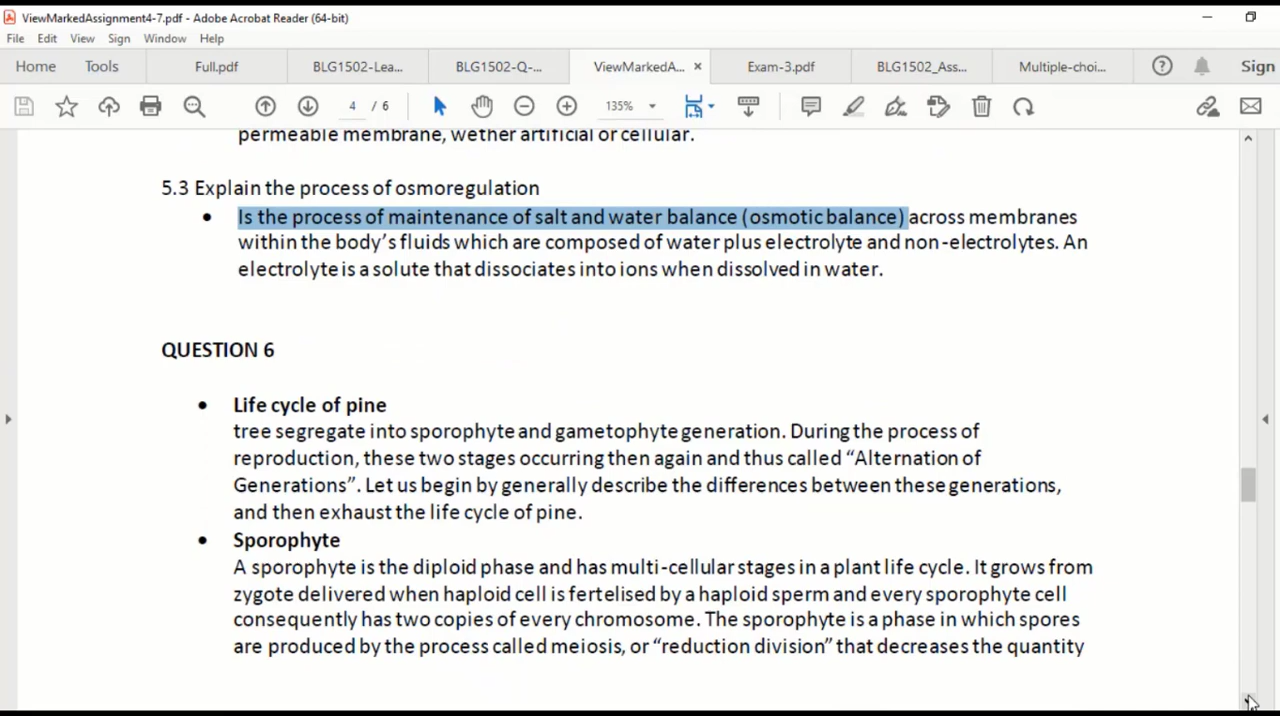 ViewMarkedAssignment4-7.pdf - Adobe Acrobat Reader (64-bit)
File Edit View Sign Window Help
Home Tools Full.pdf BLG1502-Lea... BLG1502-Q-... ViewMarkedA... × Exam-3.pdf BLG1502_Ass... Multiple-choi... Sign
4 / 6 135%
permeable membrane, wether artificial or cellular.
5.3 Explain the process of osmoregulation
• Is the process of maintenance of salt and water balance (osmotic balance) across membranes
within the body's fluids which are composed of water plus electrolyte and non-electrolytes. An
electrolyte is a solute that dissociates into ions when dissolved in water.
QUESTION 6
• Life cycle of pine
tree segregate into sporophyte and gametophyte generation. During the process of
reproduction, these two stages occurring then again and thus called “Alternation of
Generations”. Let us begin by generally describe the differences between these generations,
and then exhaust the life cycle of pine.
• Sporophyte
A sporophyte is the diploid phase and has multi-cellular stages in a plant life cycle. It grows from
zygote delivered when haploid cell is fertelised by a haploid sperm and every sporophyte cell
consequently has two copies of every chromosome. The sporophyte is a phase in which spores
are produced by the process called meiosis, or “reduction division” that decreases the quantity